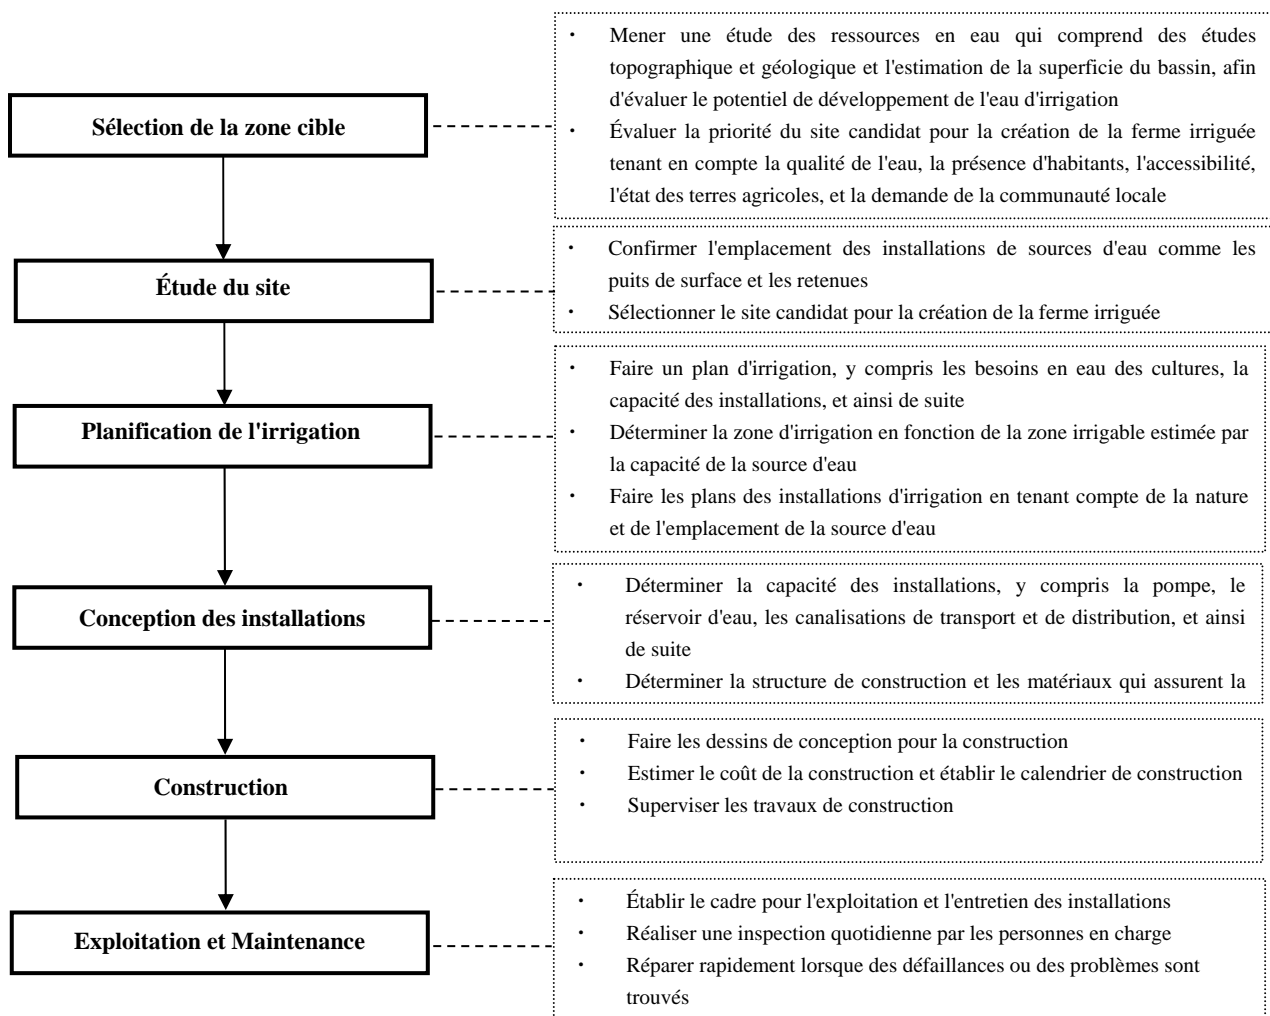 Sélection de la zone cible
・ Mener une étude des ressources en eau qui comprend des études
topographique et géologique et l'estimation de la superficie du bassin, afin
d'évaluer le potentiel de développement de l'eau d'irrigation
・ Évaluer la priorité du site candidat pour la création de la ferme irriguée
tenant en compte la qualité de l'eau, la présence d'habitants, l'accessibilité,
l'état des terres agricoles, et la demande de la communauté locale
Étude du site
・ Confirmer l'emplacement des installations de sources d'eau comme les
puits de surface et les retenues
・ Sélectionner le site candidat pour la création de la ferme irriguée
Planification de l'irrigation
・ Faire un plan d'irrigation, y compris les besoins en eau des cultures, la
capacité des installations, et ainsi de suite
・ Déterminer la zone d'irrigation en fonction de la zone irrigable estimée par
la capacité de la source d'eau
・ Faire les plans des installations d'irrigation en tenant compte de la nature
et de l'emplacement de la source d'eau
Conception des installations
・ Déterminer la capacité des installations, y compris la pompe, le
réservoir d'eau, les canalisations de transport et de distribution, et ainsi
de suite
・ Déterminer la structure de construction et les matériaux qui assurent la
Construction
・ Faire les dessins de conception pour la construction
・ Estimer le coût de la construction et établir le calendrier de construction
・ Superviser les travaux de construction
Exploitation et Maintenance
・ Établir le cadre pour l'exploitation et l'entretien des installations
・ Réaliser une inspection quotidienne par les personnes en charge
・ Réparer rapidement lorsque des défaillances ou des problèmes sont
trouvés